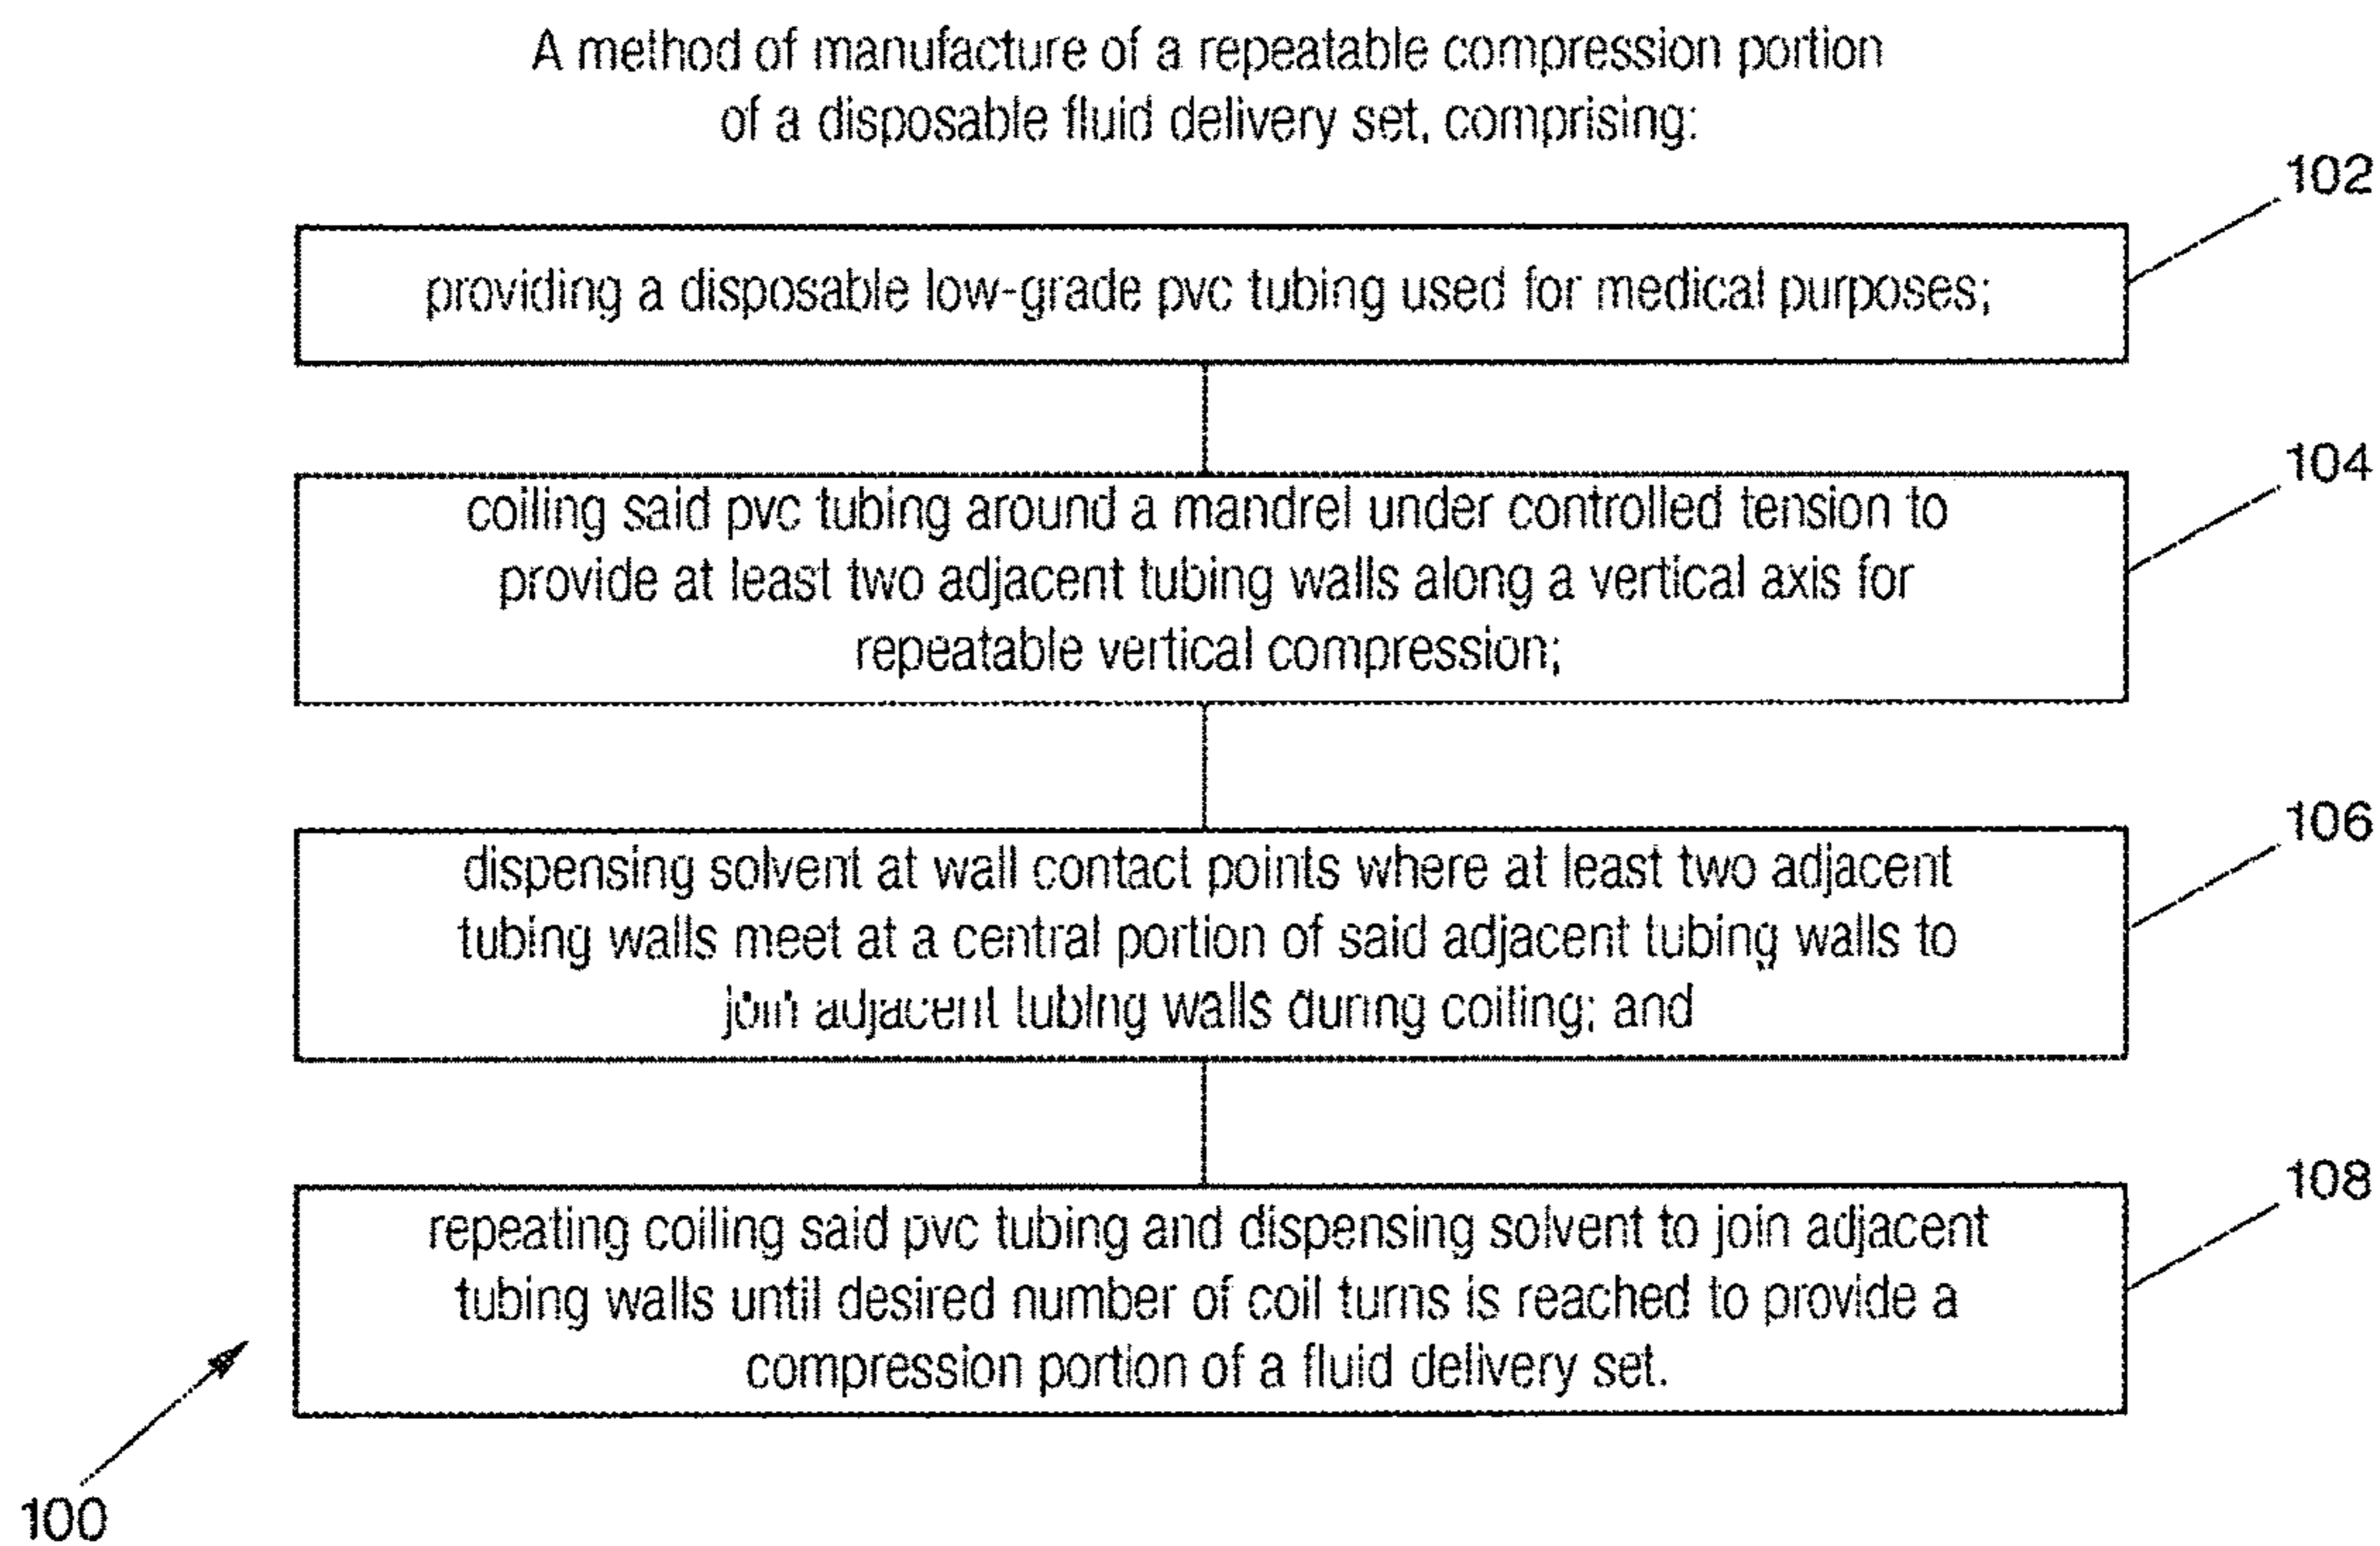 A method of manufacture of a repeatable compression portion
of a disposable fluid delivery set, comprising:
102
providing a disposable low-grade pvc tubing used for medical purposes;
104
coiling said pvc tubing around a mandrel under controlled tension to
provide at least two adjacent tubing walls along a vertical axis for
repeatable vertical compression;
106
dispensing solvent at wall contact points where at least two adjacent
tubing walls meet at a central portion of said adjacent tubing walls to
join adjacent tubing walls during coiling; and
108
repeating coiling said pvc tubing and dispensing solvent to join adjacent
tubing walls until desired number of coil turns is reached to provide a
compression portion of a fluid delivery set.
100